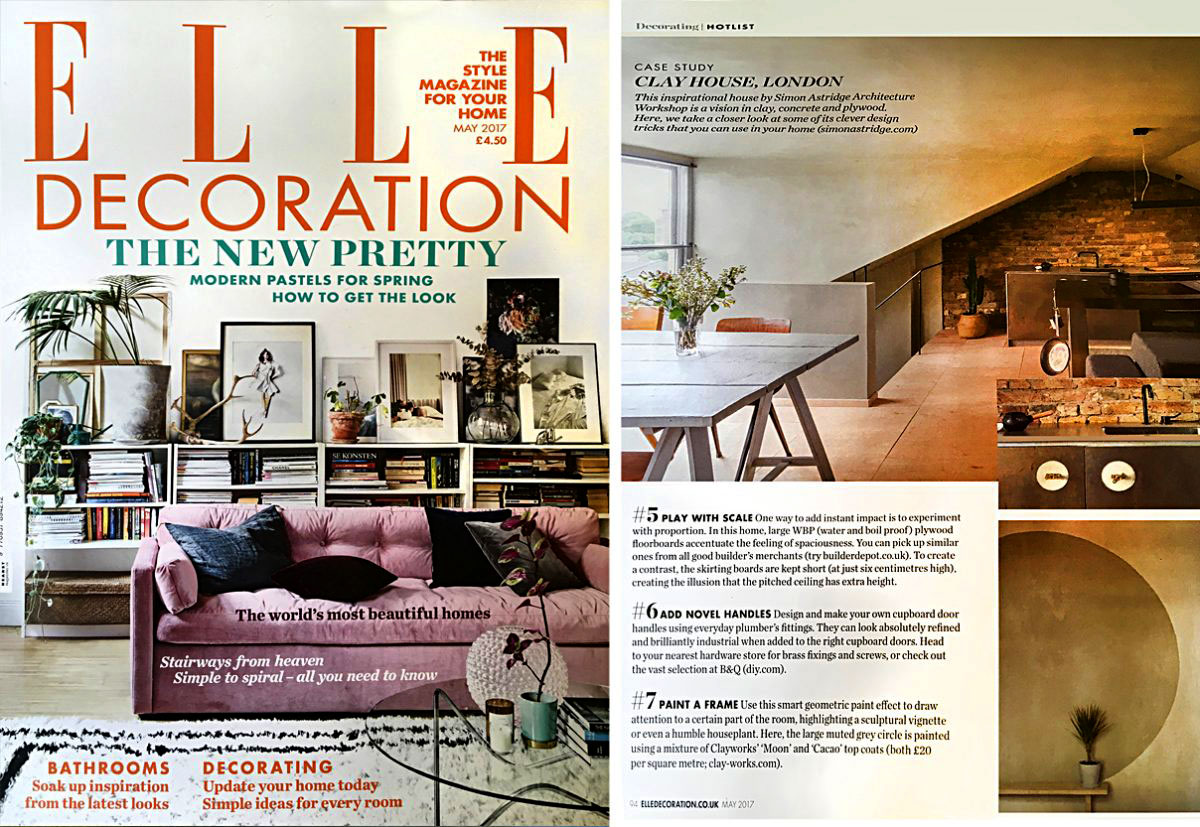 ELLE
THE
STYLE
MAGAZINE
FOR YOUR
HOME
MAY 2017
£4.50
DECORATION
THE NEW PRETTY
MODERN PASTELS FOR SPRING
HOW TO GET THE LOOK
SE KONSTEN
CHANEL
The world's most beautiful homes
Stairways from heaven
Simple to spiral – all you need to know
BATHROOMS
Soak up inspiration
from the latest looks
DECORATING
Update your home today
Simple ideas for every room
Decorating | HOTLIST
CASE STUDY
CLAY HOUSE, LONDON
This inspirational house by Simon Astridge Architecture
Workshop is a vision in clay, concrete and plywood.
Here, we take a closer look at some of its clever design
tricks that you can use in your home (simonastridge.com)
#5 PLAY WITH SCALE One way to add instant impact is to experiment
with proportion. In this home, large WBP (water and boil proof) plywood
floorboards accentuate the feeling of spaciousness. You can pick up similar
ones from all good builder's merchants (try builderdepot.co.uk). To create
a contrast, the skirting boards are kept short (at just six centimetres high),
creating the illusion that the pitched ceiling has extra height.
#6 ADD NOVEL HANDLES Design and make your own cupboard door
handles using everyday plumber's fittings. They can look absolutely refined
and brilliantly industrial when added to the right cupboard doors. Head
to your nearest hardware store for brass fixings and screws, or check out
the vast selection at B&Q (diy.com).
#7 PAINT A FRAME Use this smart geometric paint effect to draw
attention to a certain part of the room, highlighting a sculptural vignette
or even a humble houseplant. Here, the large muted grey circle is painted
using a mixture of Clayworks' 'Moon' and 'Cacao' top coats (both £20
per square metre; clay-works.com).
94 ELLEDECORATION.CO.UK MAY 2017